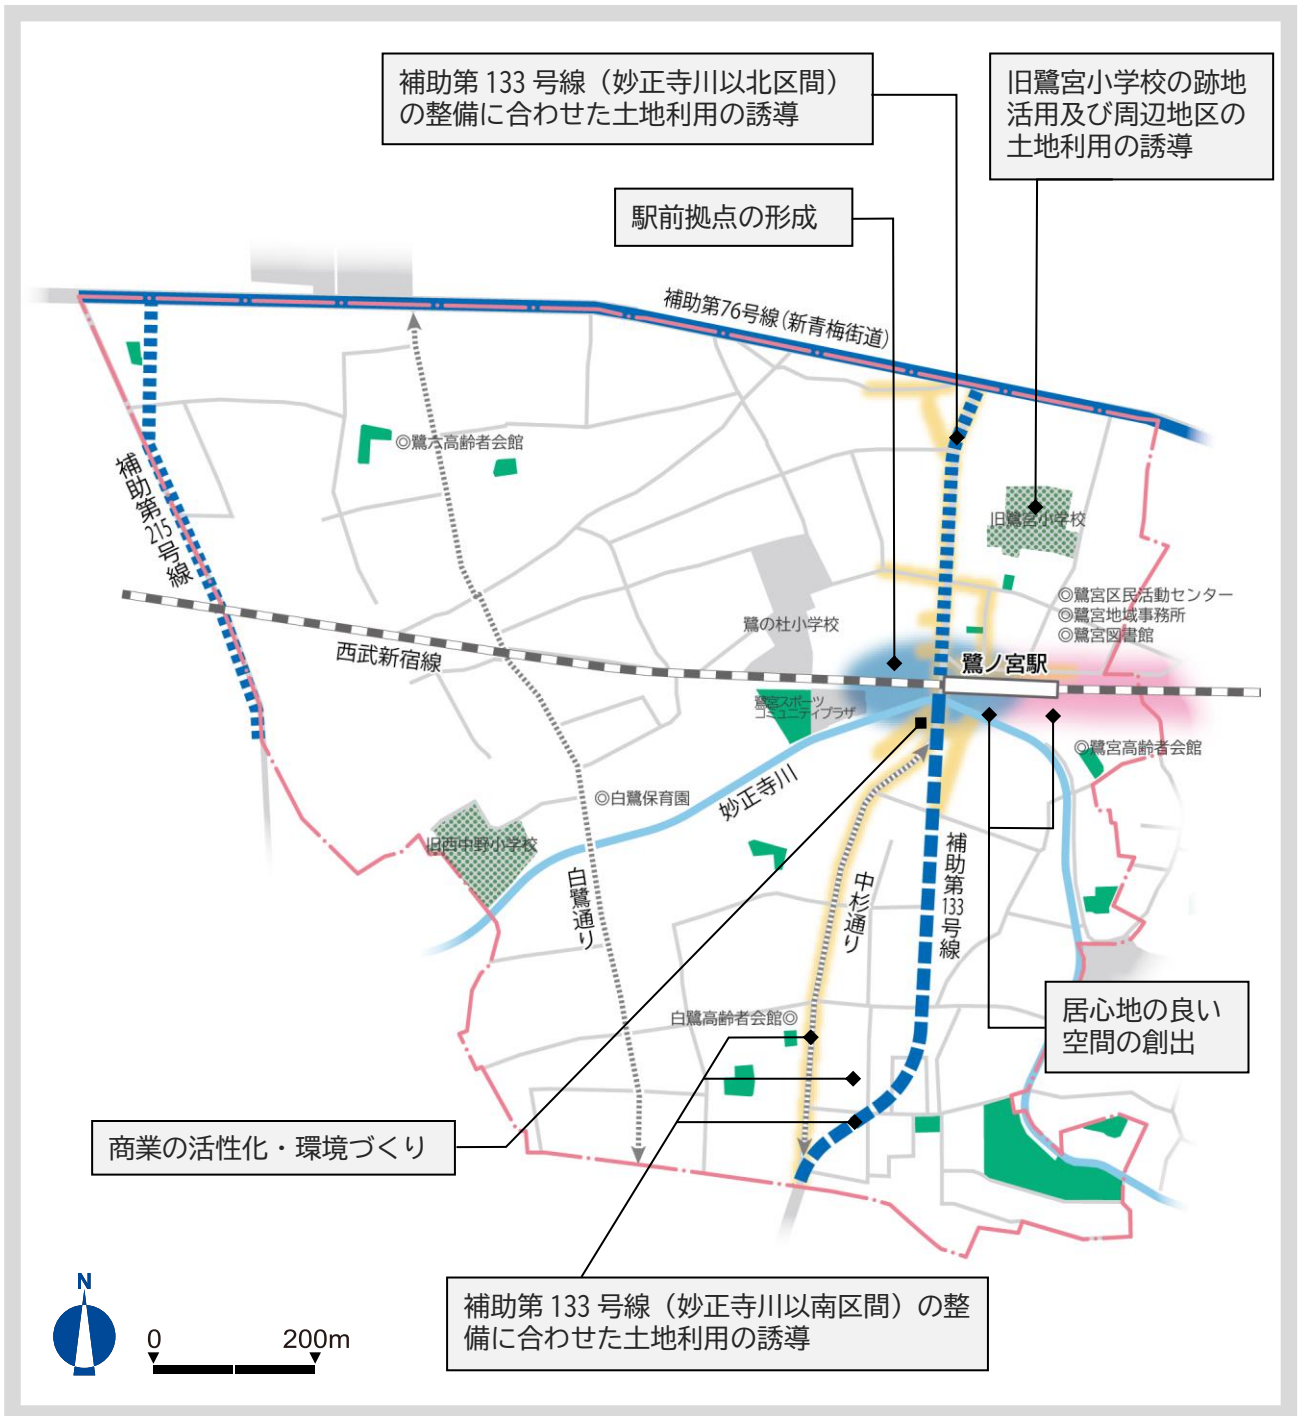 補助第 133 号線（妙正寺川以北区間）
の整備に合わせた土地利用の誘導
旧鷺宮小学校の跡地
活用及び周辺地区の
土地利用の誘導
駅前拠点の形成
補助第76号線(新青梅街道)
◎鷺六高齢者会館
補助第215号線
旧鷺宮小学校
◎鷺宮区民活動センター
◎鷺宮地域事務所
◎鷺宮図書館
鷺の杜小学校
西武新宿線
鷺ノ宮駅
鷺宮スポーツ
コミュニティプラザ
◎鷺宮高齢者会館
妙正寺川
◎白鷺保育園
旧西中野小学校
補助第133号線
中杉通り
白鷺通り
居心地の良い
空間の創出
白鷺高齢者会館◎
商業の活性化・環境づくり
補助第 133 号線（妙正寺川以南区間）の整
備に合わせた土地利用の誘導
N
0 200m